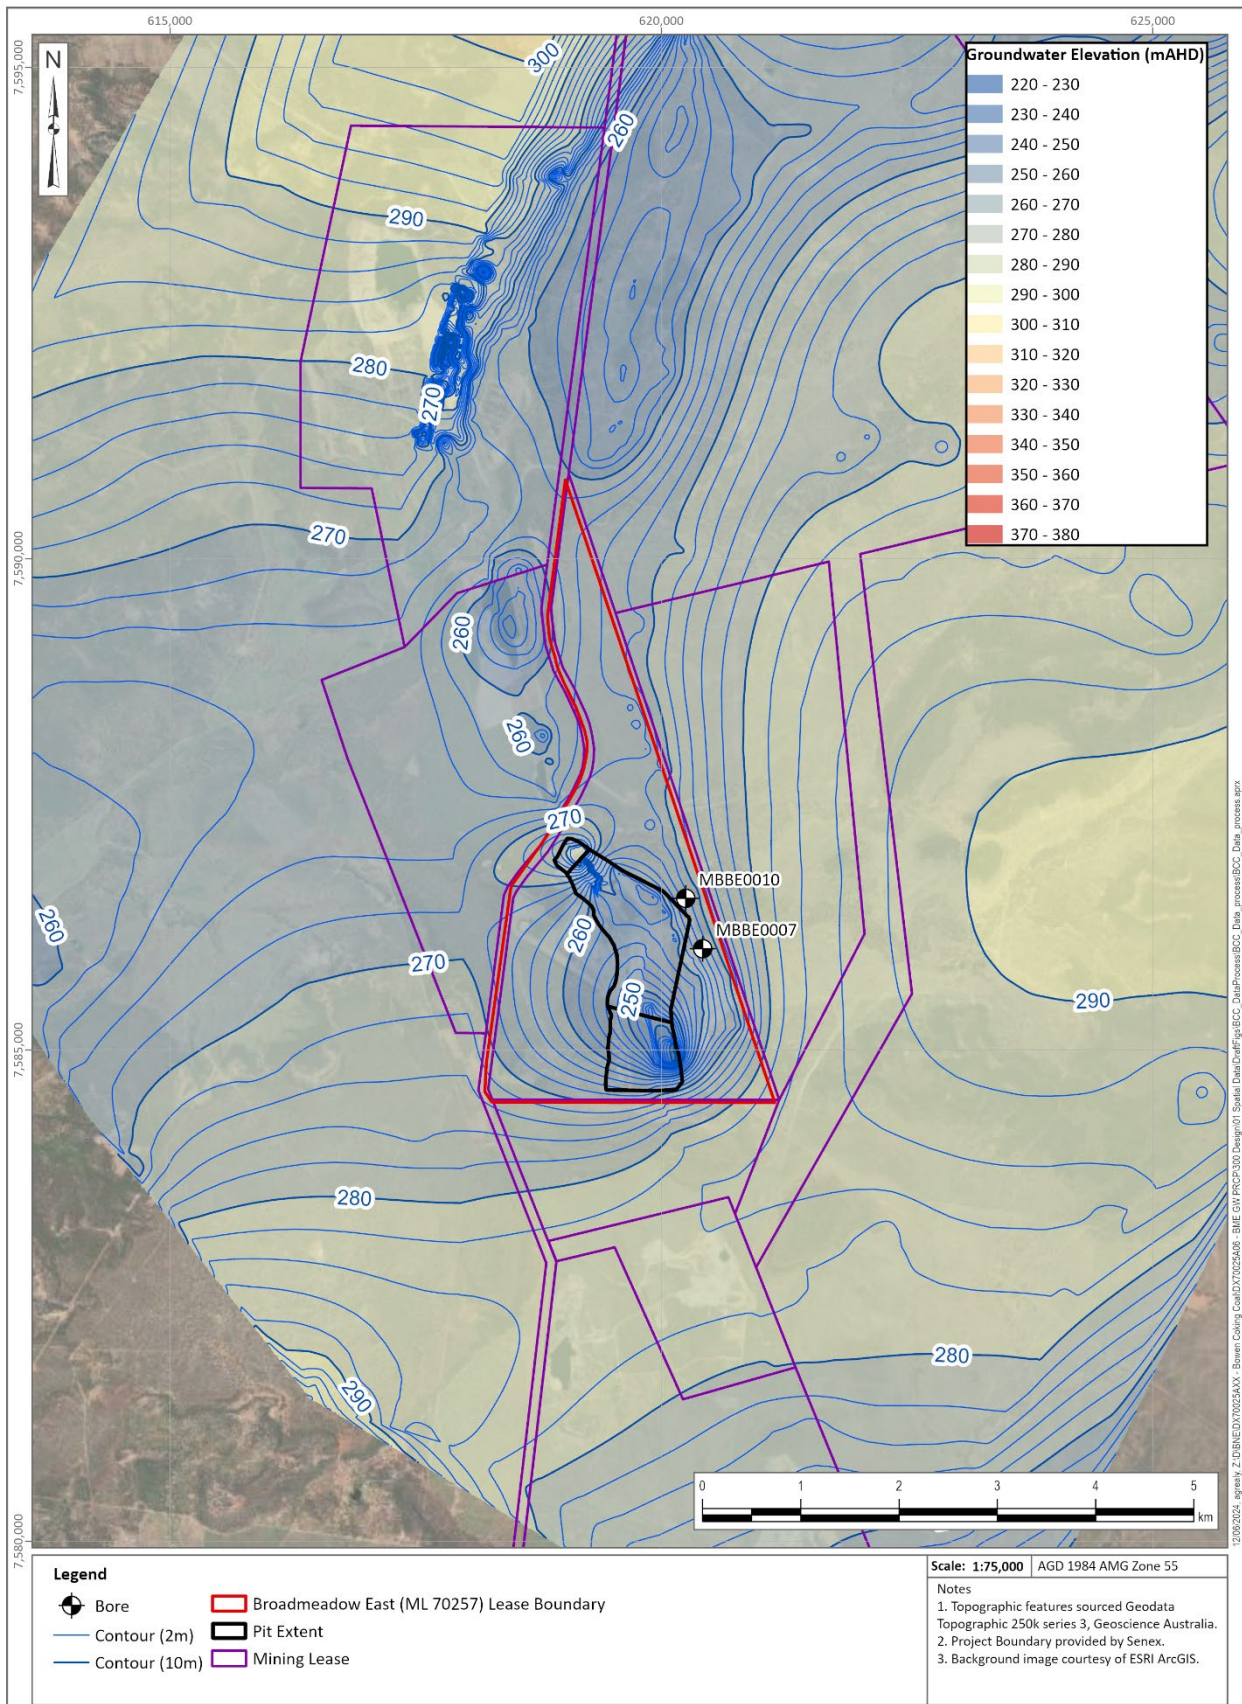 615,000
620,000
625,000
7,595,000
7,590,000
7,585,000
7,580,000
N
Groundwater Elevation (mAHD)
220 - 230
230 - 240
240 - 250
250 - 260
260 - 270
270 - 280
280 - 290
290 - 300
300 - 310
310 - 320
320 - 330
330 - 340
340 - 350
350 - 360
360 - 370
370 - 380
300
260
290
280
270
270
260
260
270
MBBE0010
MBBE0007
260
260
270
250
290
280
280
290
0 1 2 3 4 5
km
Legend
Bore
Contour (2m)
Contour (10m)
Broadmeadow East (ML 70257) Lease Boundary
Pit Extent
Mining Lease
Scale: 1:75,000
AGD 1984 AMG Zone 55
Notes
1. Topographic features sourced Geodata
Topographic 250k series 3, Geoscience Australia.
2. Project Boundary provided by Senex.
3. Background image courtesy of ESRI ArcGIS.